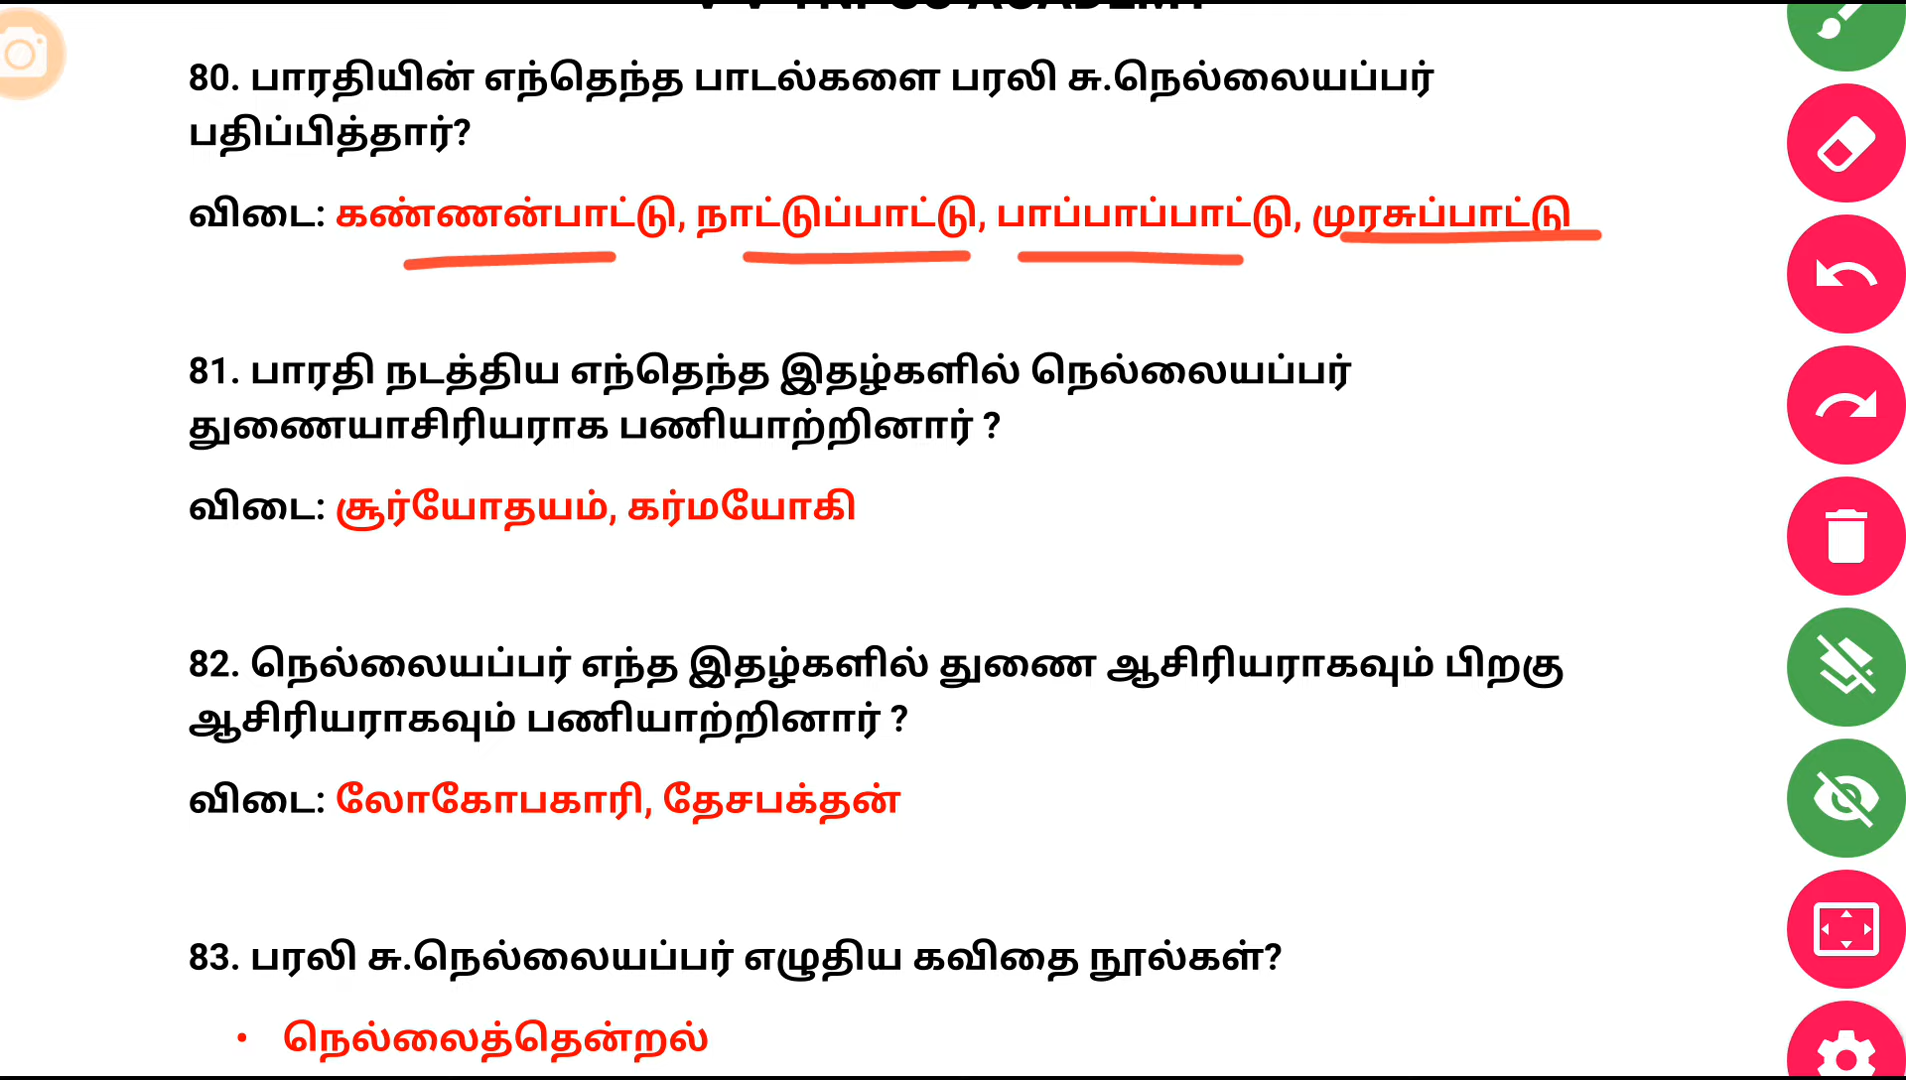 80. பாரதியின் எந்தெந்த பாடல்களை பரலி சு.நெல்லையப்பர்
பதிப்பித்தார்?
விடை: கண்ணன்பாட்டு, நாட்டுப்பாட்டு, பாப்பாப்பாட்டு, முரசுப்பாட்டு
81. பாரதி நடத்திய எந்தெந்த இதழ்களில் நெல்லையப்பர்
துணையாசிரியராக பணியாற்றினார் ?
விடை: சூர்யோதயம், கர்மயோகி
82. நெல்லையப்பர் எந்த இதழ்களில் துணை ஆசிரியராகவும் பிறகு
ஆசிரியராகவும் பணியாற்றினார் ?
விடை: லோகோபகாரி, தேசபக்தன்
83. பரலி சு.நெல்லையப்பர் எழுதிய கவிதை நூல்கள்?
• நெல்லைத்தென்றல்